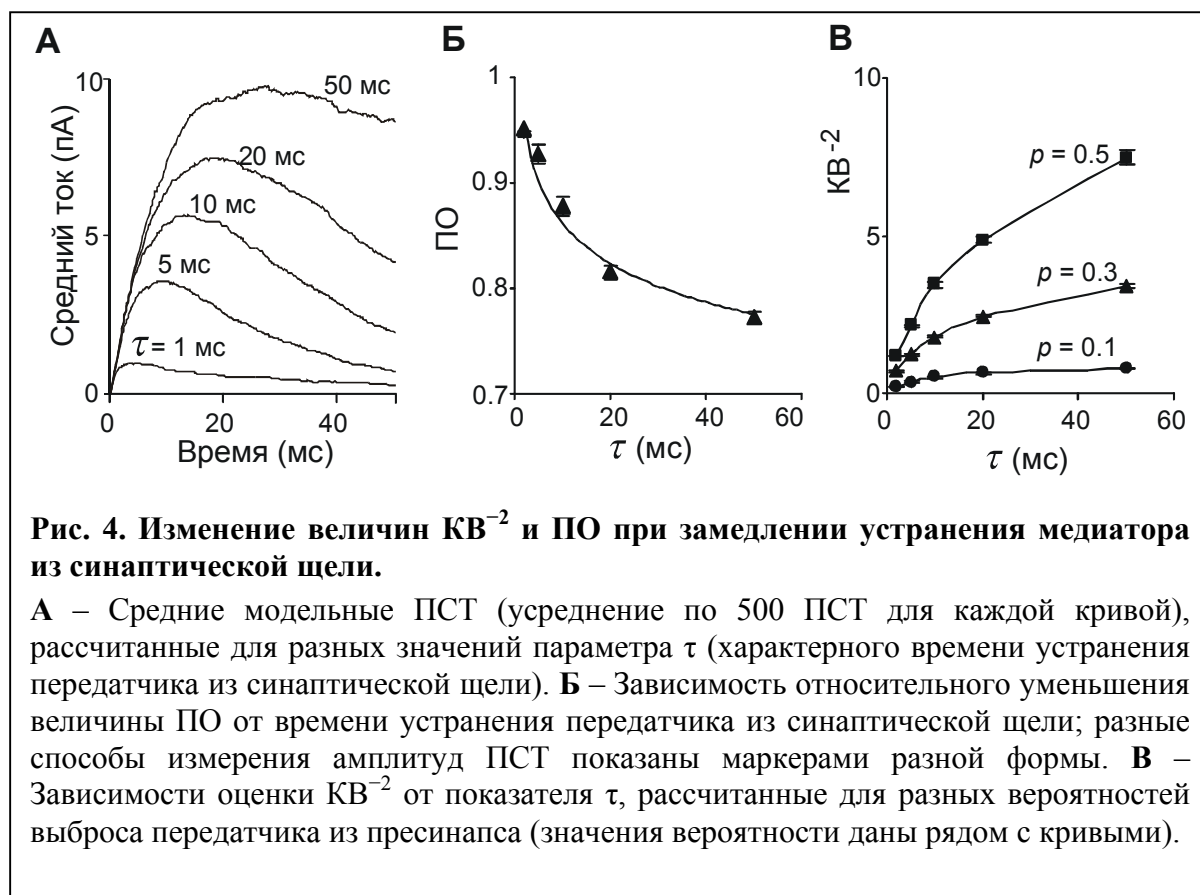 А
Средний ток (пА)
10
5
0
50 мс
20 мс
10 мс
5 мс
τ = 1 мс
0 20 40
Время (мс)
Б
ПО
1
0.9
0.8
0.7
0 20 40 60
τ (мс)
В
КВ⁻²
10
5
0
p = 0.5
p = 0.3
p = 0.1
0 20 40 60
τ (мс)
Рис. 4. Изменение величин КВ⁻² и ПО при замедлении устранения медиатора
из синаптической щели.
А – Средние модельные ПСТ (усреднение по 500 ПСТ для каждой кривой),
рассчитанные для разных значений параметра τ (характерного времени устранения
передатчика из синаптической щели). Б – Зависимость относительного уменьшения
величины ПО от времени устранения передатчика из синаптической щели; разные
способы измерения амплитуд ПСТ показаны маркерами разной формы. В –
Зависимости оценки КВ⁻² от показателя τ, рассчитанные для разных вероятностей
выброса передатчика из пресинапса (значения вероятности даны рядом с кривыми).